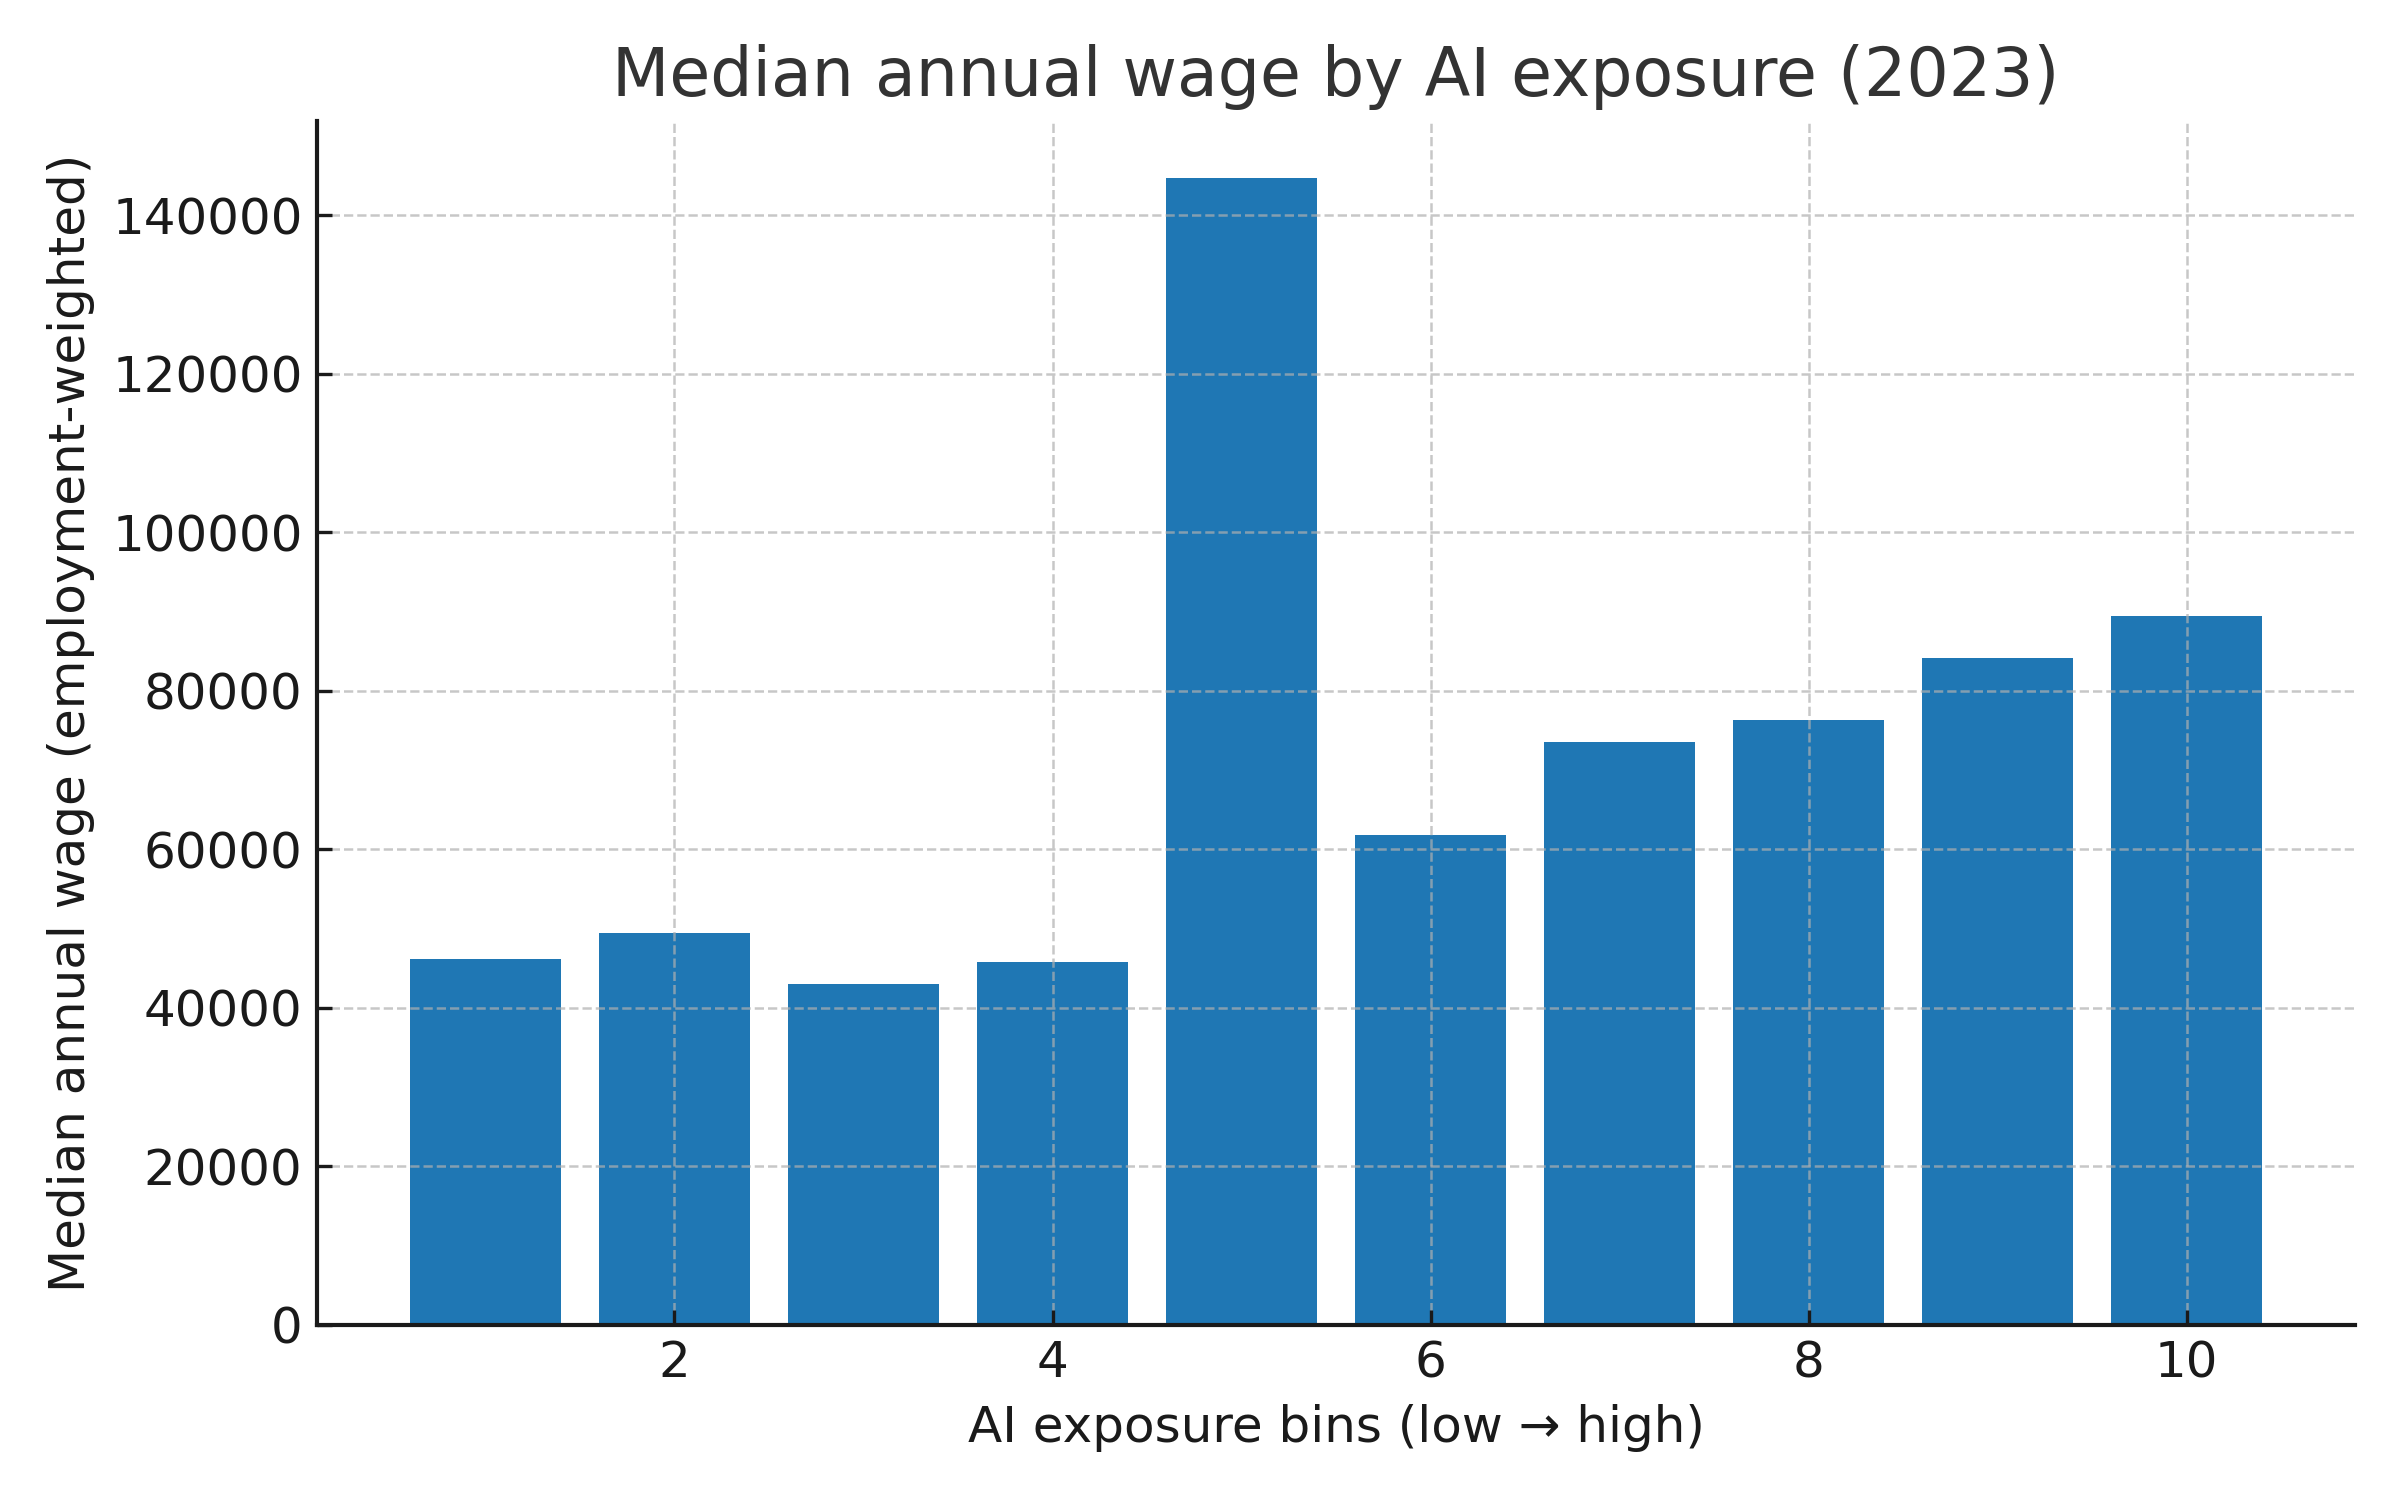 Median annual wage by AI exposure (2023)
Median annual wage (employment-weighted)
140000
120000
100000
80000
60000
40000
20000
0
2 4 6 8 10
AI exposure bins (low → high)